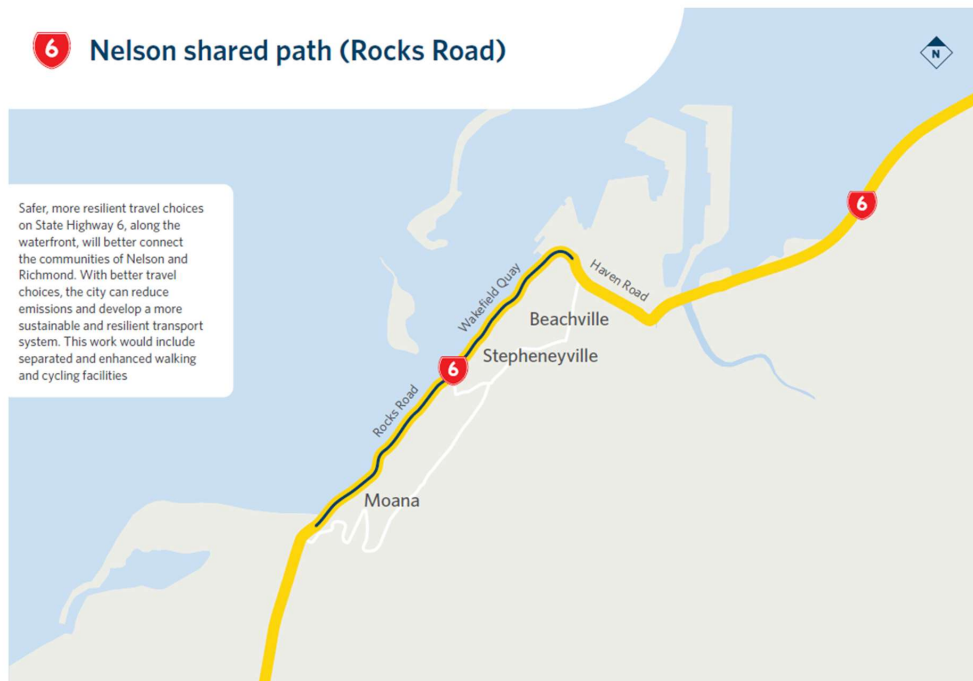 6 Nelson shared path (Rocks Road)
N
Safer, more resilient travel choices
on State Highway 6, along the
waterfront, will better connect
the communities of Nelson and
Richmond. With better travel
choices, the city can reduce
emissions and develop a more
sustainable and resilient transport
system. This work would include
separated and enhanced walking
and cycling facilities
6
Haven Road
Wakefield Quay
Beachville
Stepheneyville
6
Rocks Road
Moana